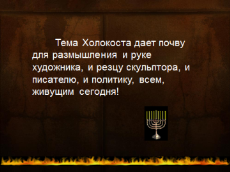 Тема Холокоста дает почву
для размышления и руке
художника, и резцу скульптора, и
писателю, и политику, всем,
живущим сегодня!